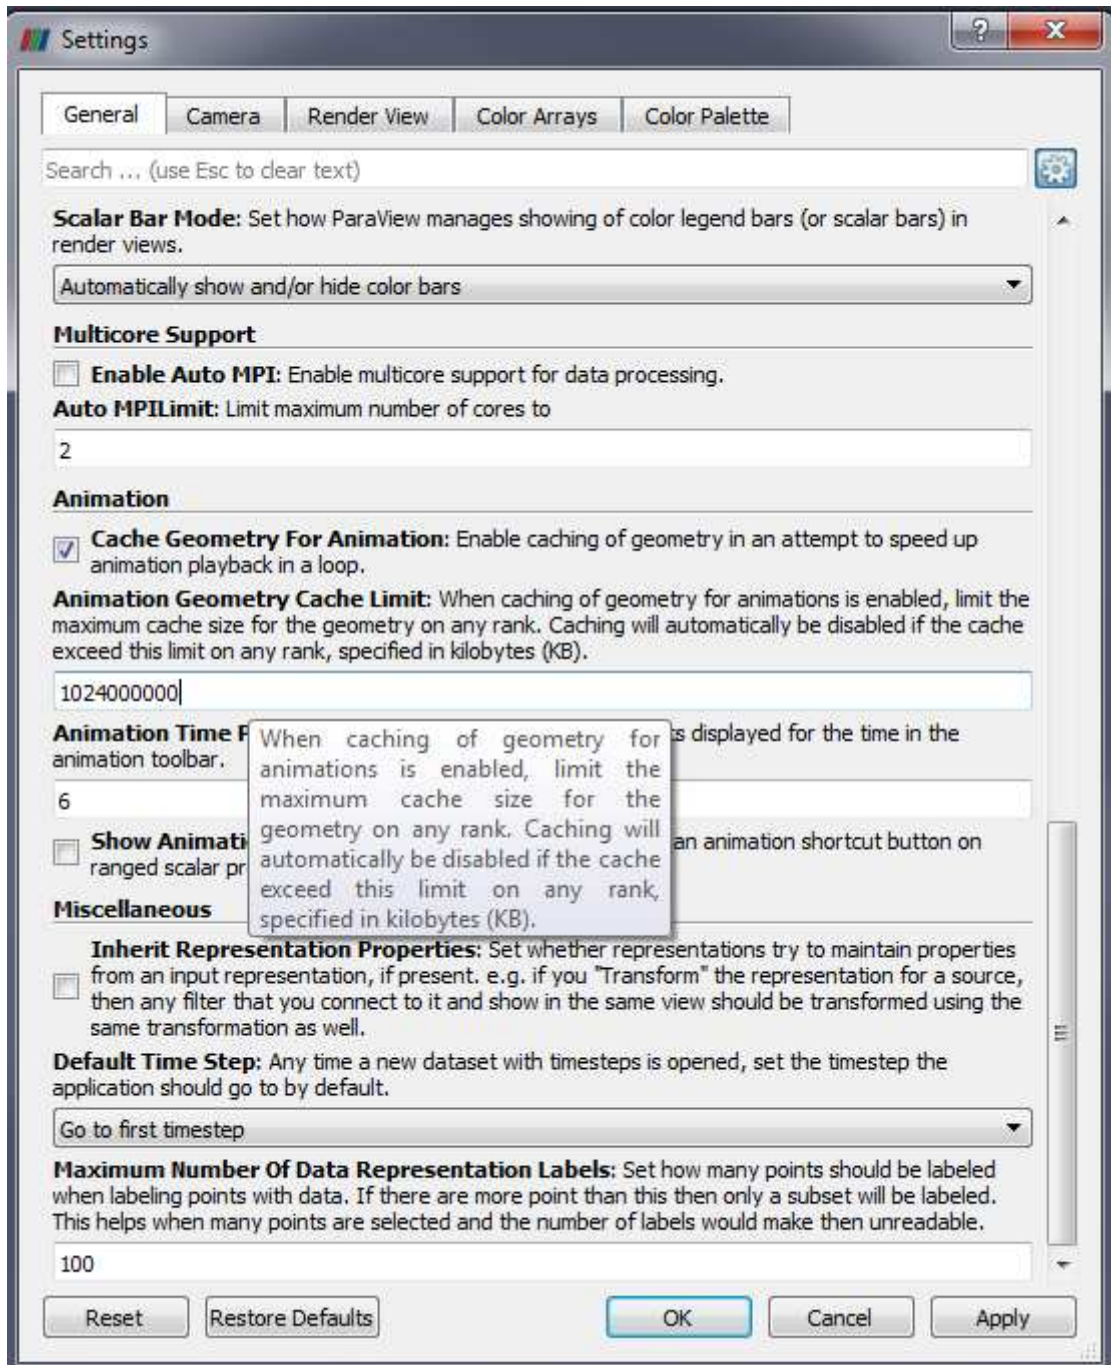 Settings
General Camera Render View Color Arrays Color Palette
Search ... (use Esc to clear text)
Scalar Bar Mode: Set how ParaView manages showing of color legend bars (or scalar bars) in
render views.
Automatically show and/or hide color bars
Multicore Support
Enable Auto MPI: Enable multicore support for data processing.
Auto MPILimit: Limit maximum number of cores to
2
Animation
Cache Geometry For Animation: Enable caching of geometry in an attempt to speed up
animation playback in a loop.
Animation Geometry Cache Limit: When caching of geometry for animations is enabled, limit the
maximum cache size for the geometry on any rank. Caching will automatically be disabled if the cache
exceed this limit on any rank, specified in kilobytes (KB).
1024000000
Animation Time displayed for the time in the
animation toolbar.
6
Show an animation shortcut button on
ranged scalar
When caching of geometry for
animations is enabled, limit the
maximum cache size for the
geometry on any rank. Caching will
automatically be disabled if the cache
exceed this limit on any rank,
specified in kilobytes (KB).
Miscellaneous
Inherit Representation Properties: Set whether representations try to maintain properties
from an input representation, if present. e.g. if you "Transform" the representation for a source,
then any filter that you connect to it and show in the same view should be transformed using the
same transformation as well.
Default Time Step: Any time a new dataset with timesteps is opened, set the timestep the
application should go to by default.
Go to first timestep
Maximum Number Of Data Representation Labels: Set how many points should be labeled
when labeling points with data. If there are more point than this then only a subset will be labeled.
This helps when many points are selected and the number of labels would make then unreadable.
100
Reset Restore Defaults OK Cancel Apply